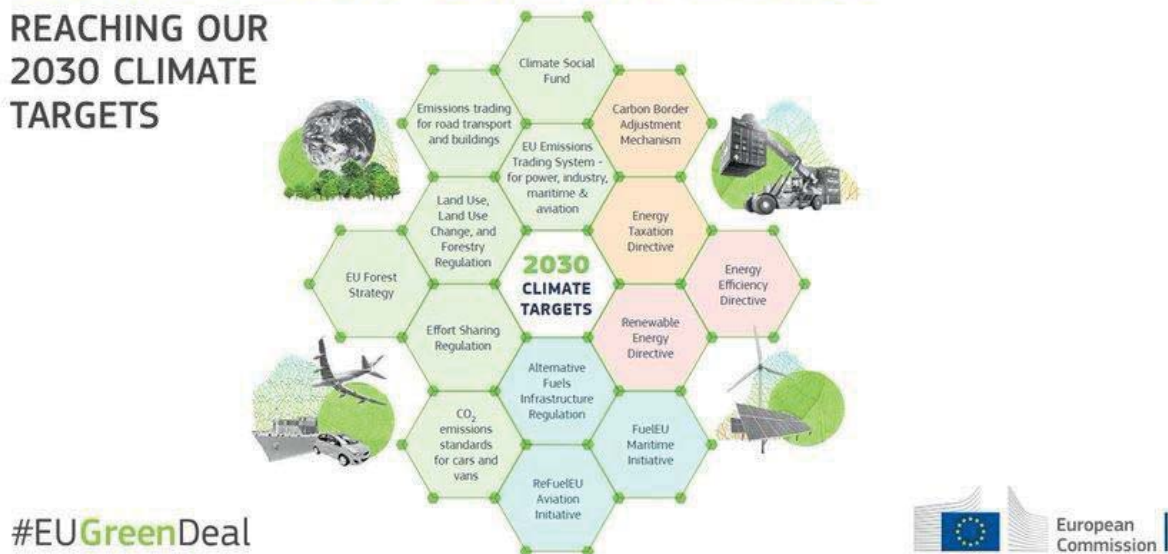 REACHING OUR
2030 CLIMATE
TARGETS
Climate Social
Fund
Emissions trading
for road transport
and buildings
Carbon Border
Adjustment
Mechanism
EU Emissions
Trading System -
for power, industry,
maritime &
aviation
Land Use,
Land Use
Change, and
Forestry
Regulation
Energy
Taxation
Directive
EU Forest
Strategy
2030
CLIMATE
TARGETS
Energy
Efficiency
Directive
Effort Sharing
Regulation
Renewable
Energy
Directive
Alternative
Fuels
Infrastructure
Regulation
CO₂
emissions
standards
for cars and
vans
FuelEU
Maritime
Initiative
ReFuelEU
Aviation
Initiative
#EUGreenDeal
European
Commission